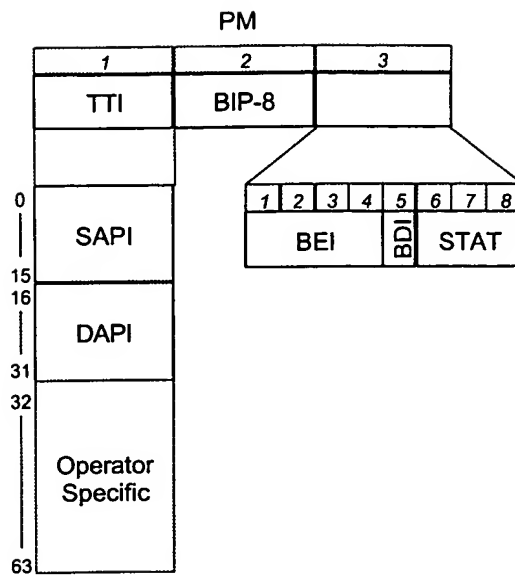 PM
1 2 3
TTI BIP-8
0
1 2 3 4 5 6 7 8
SAPI
BEI BDI STAT
15
16
DAPI
31
32
Operator
Specific
63